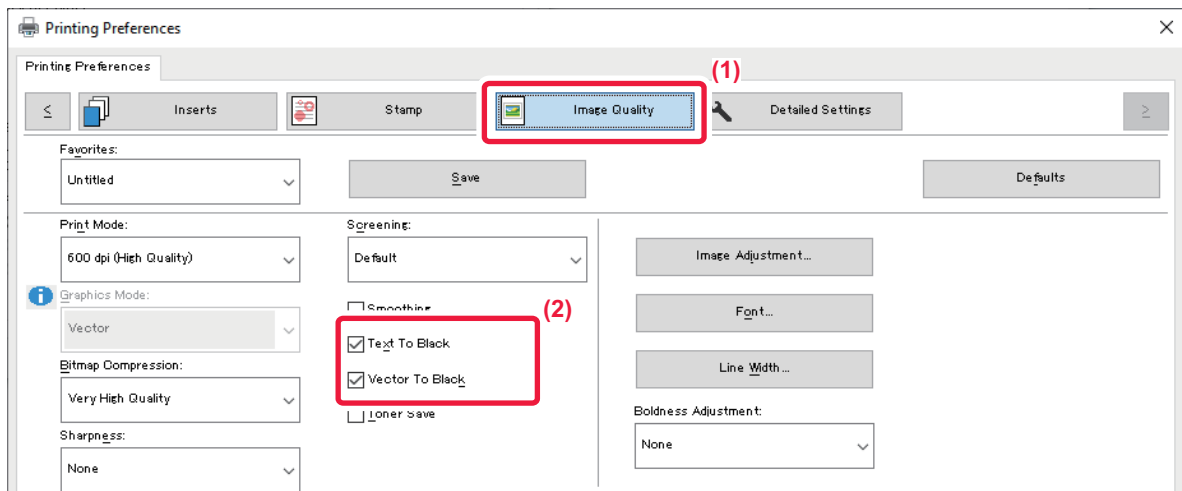 Printing Preferences
Printing Preferences
(1)
<
Inserts
Stamp
Image Quality
Detailed Settings
>
Favorites:
Untitled
Save
Defaults
Print Mode:
600 dpi (High Quality)
Screening:
Default
Image Adjustment...
Graphics Mode:
Vector
Smoothing
(2)
Font...
Text To Black
Bitmap Compression:
Very High Quality
Vector To Black
Line Width...
Toner Save
Boldness Adjustment:
None
Sharpness:
None